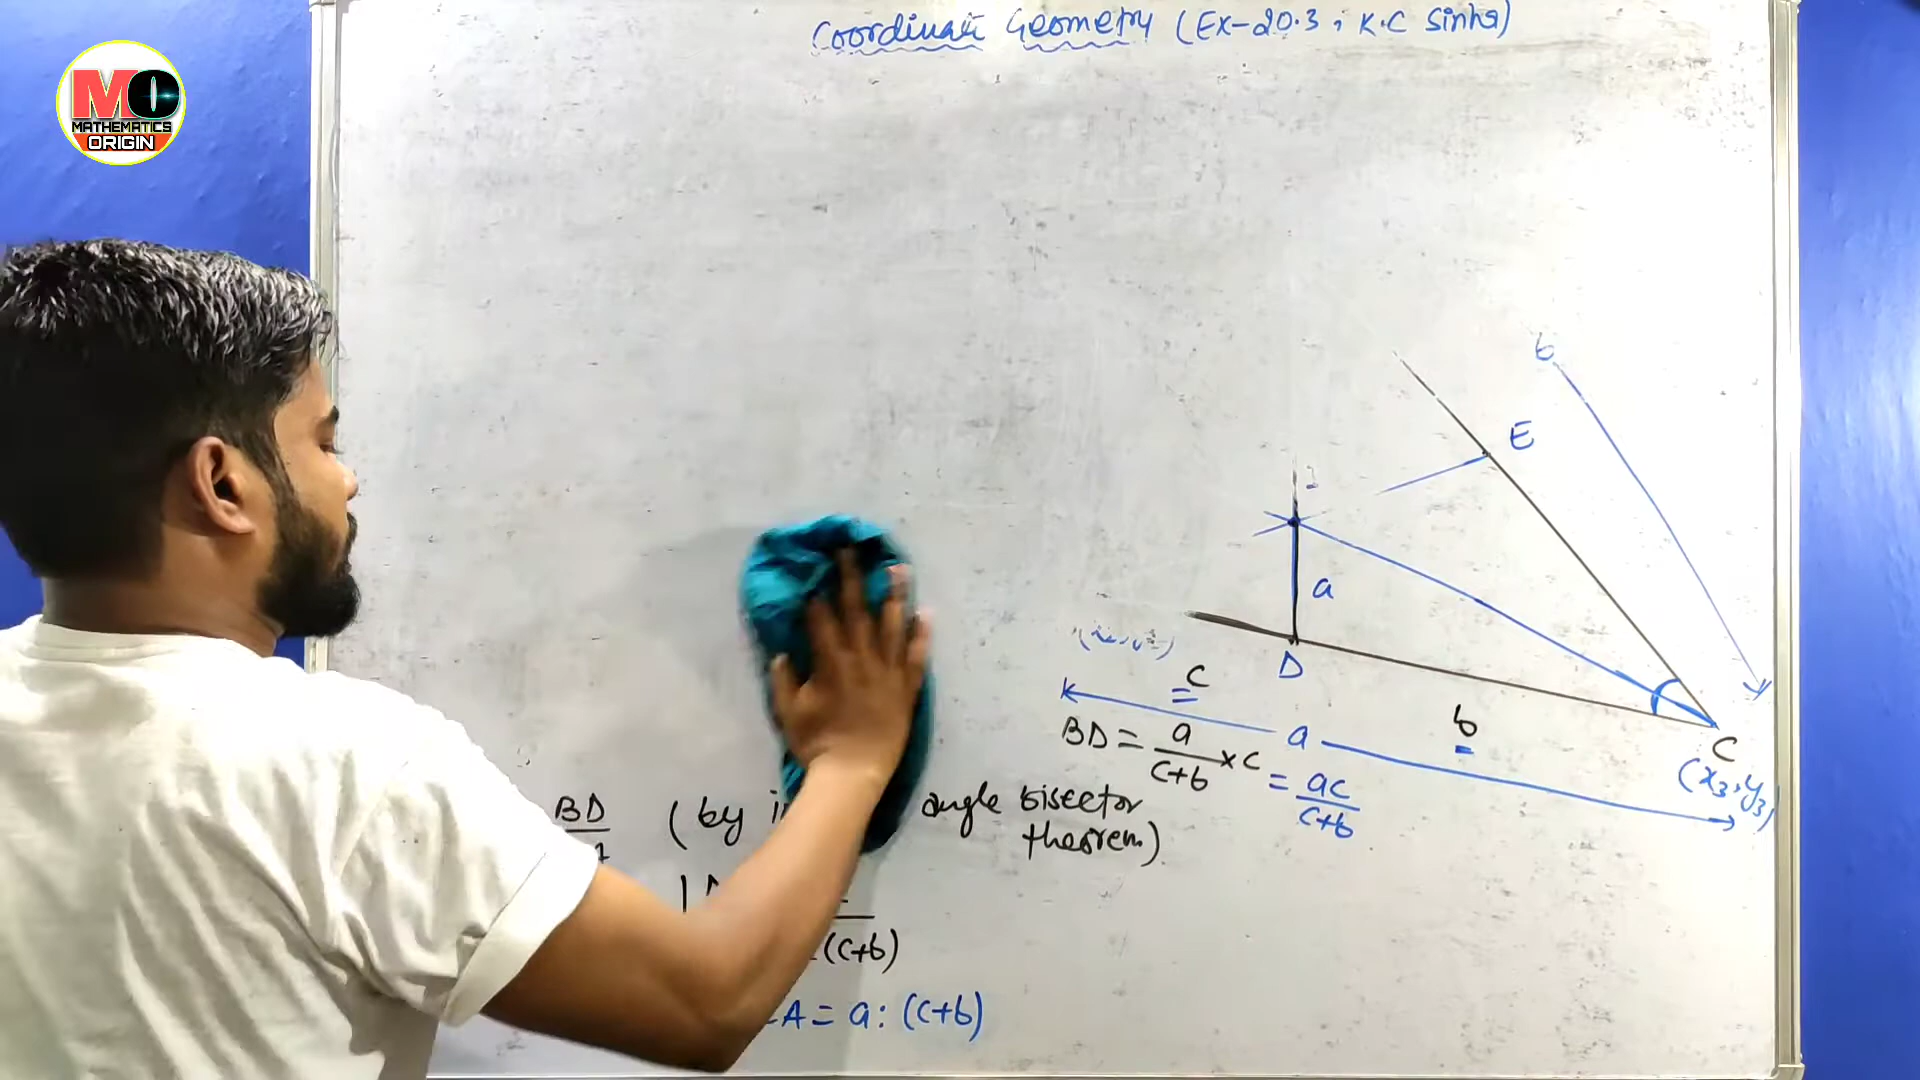 Coordinate Geometry (Ex-20.3, K.C Sinha)
MO
MATHEMATICS
ORIGIN
b
E
I
a
D
C
BD = a/(c+b) × c = ac/(c+b)
a
b
C
(x₃, y₃)
BD
(by angle bisector
theorem)
(c+b)
A = a : (c+b)